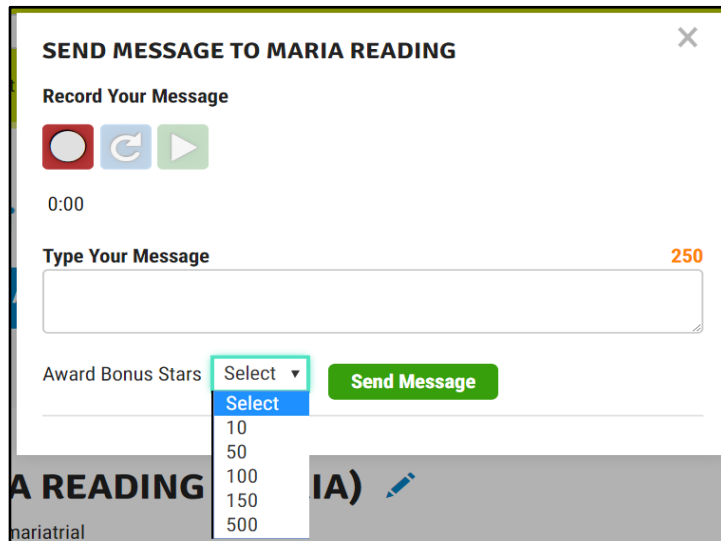 SEND MESSAGE TO MARIA READING
Record Your Message
0:00
Type Your Message 250
Award Bonus Stars Select Send Message
Select
10
50
100
150
500
A READING IA)
mariatrial